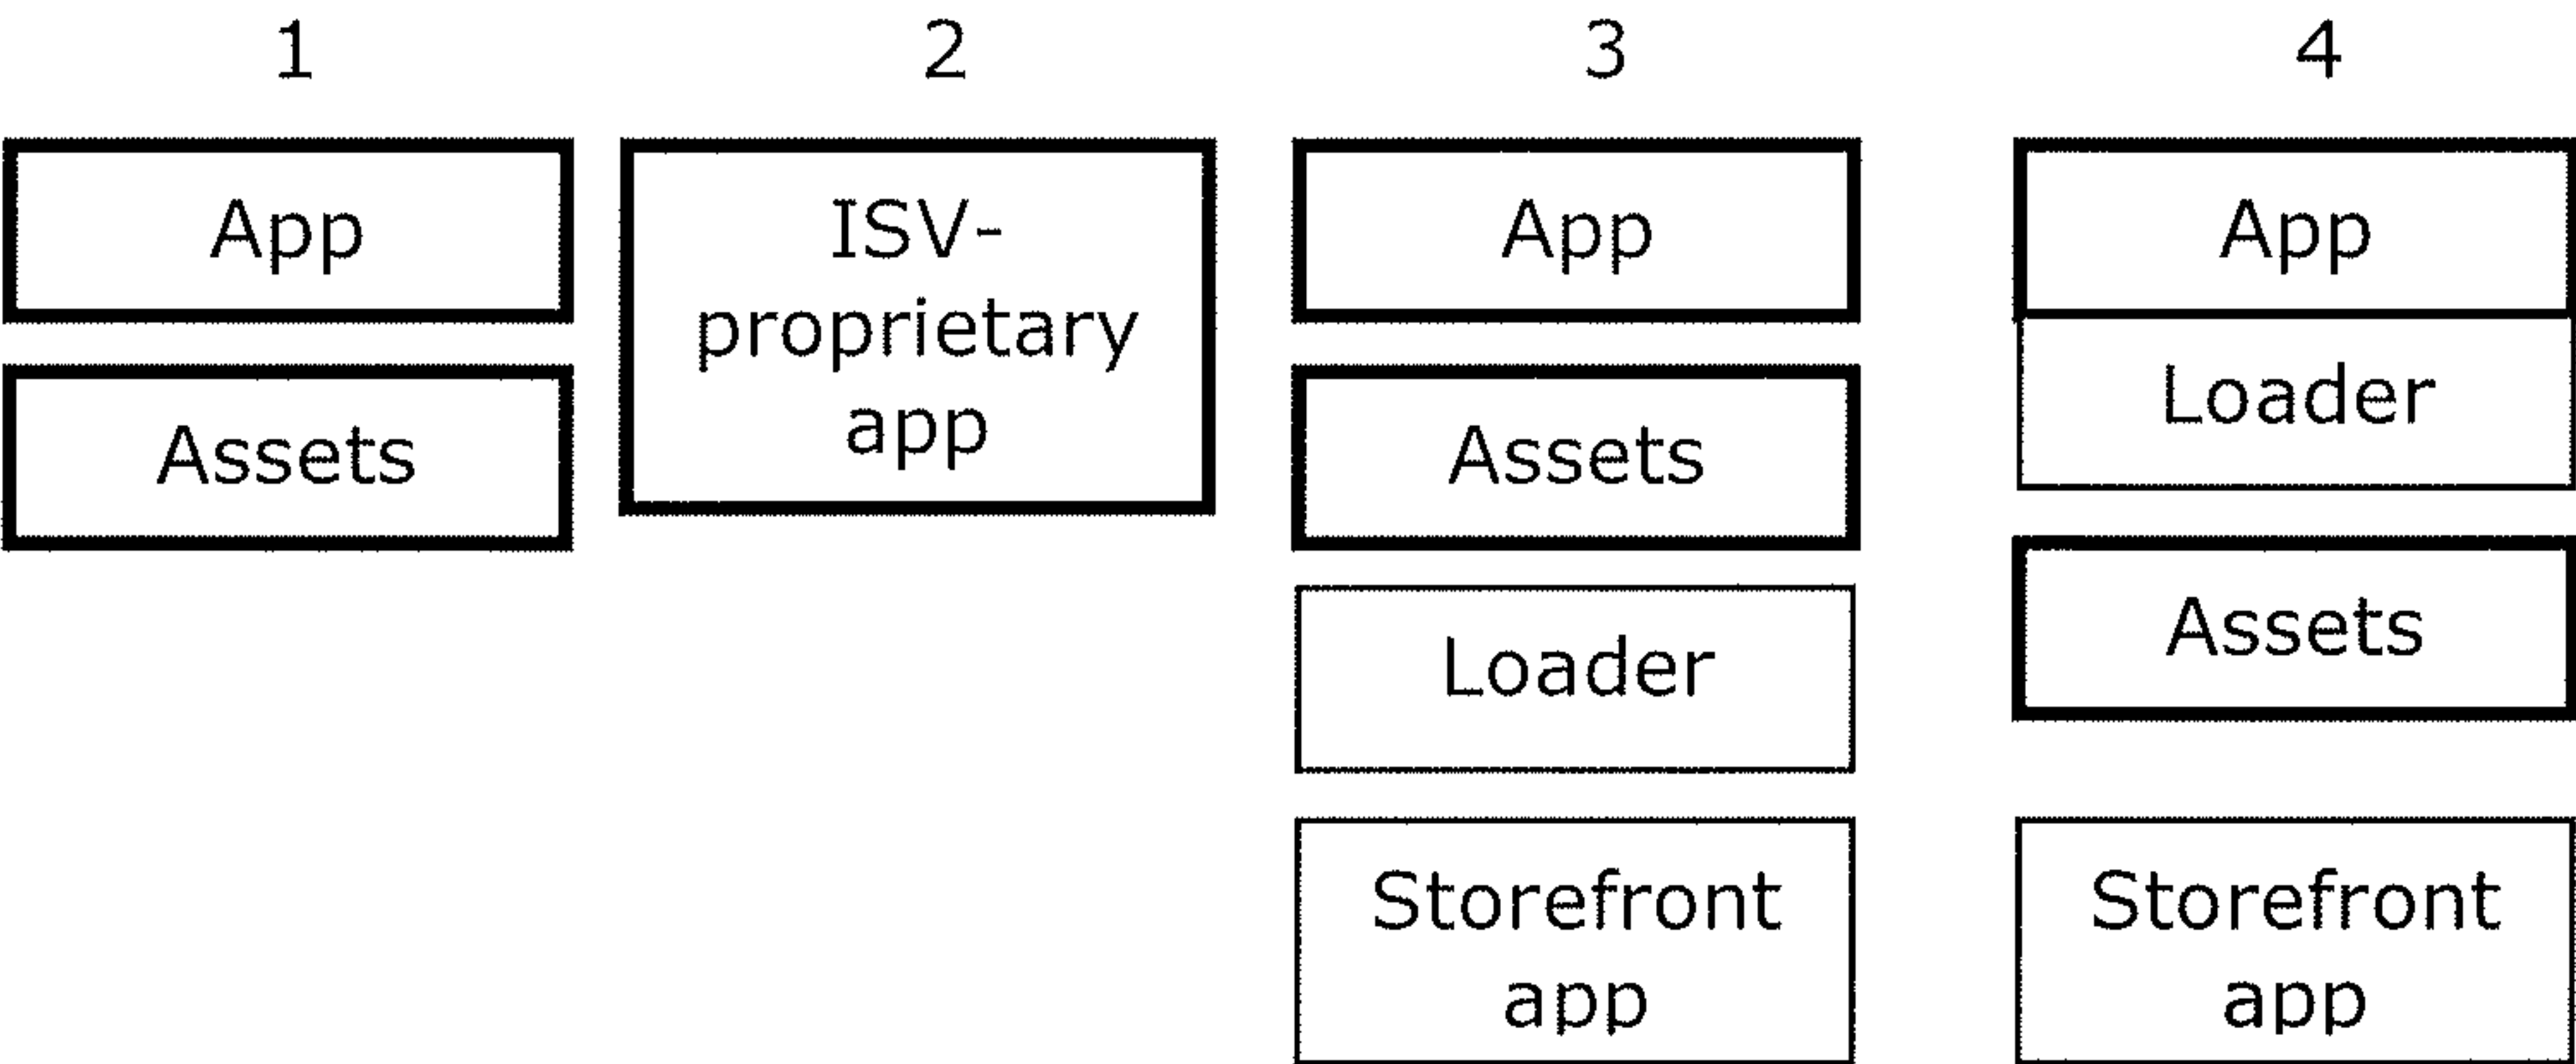 1
2
3
4
App
Assets
ISV-
proprietary
app
App
Assets
Loader
Storefront
app
App
Loader
Assets
Storefront
app